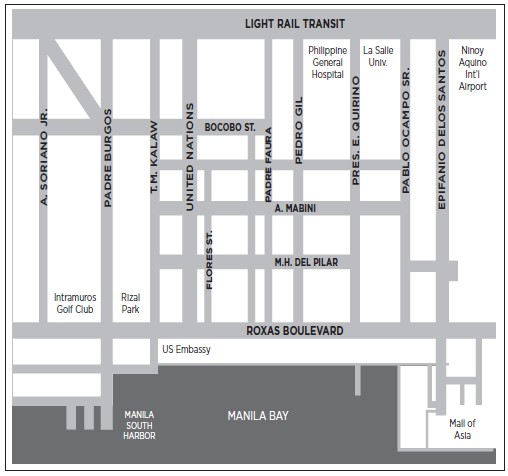 LIGHT RAIL TRANSIT
Philippine
General
Hospital
La Salle
Univ.
Ninoy
Aquino
Int'l
Airport
A. SORIANO JR.
PADRE BURGOS
T.M. KALAW
UNITED NATIONS
BOCOBO ST.
PADRE FAURA
PEDRO GIL
PRES. E. QUIRINO
PABLO OCAMPO SR.
EPIFANIO DELOS SANTOS
A. MABINI
FLORES ST.
M.H. DEL PILAR
Intramuros
Golf Club
Rizal
Park
ROXAS BOULEVARD
US Embassy
MANILA
SOUTH
HARBOR
MANILA BAY
Mall of
Asia